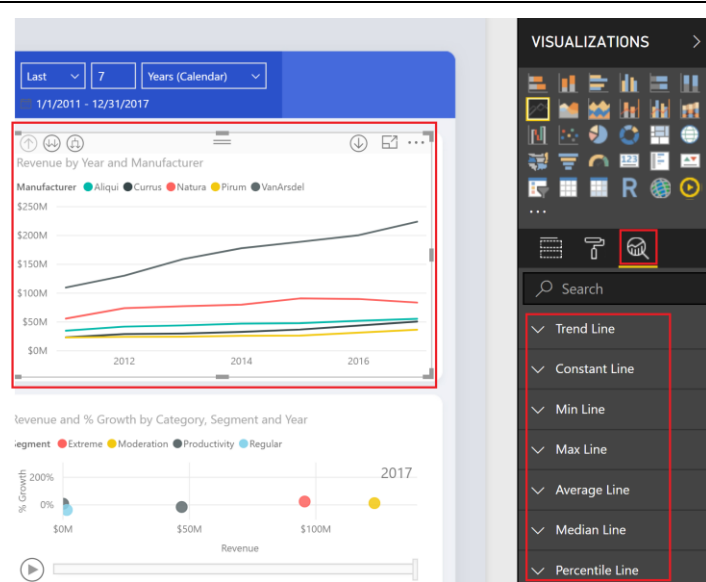 Last
7
Years (Calendar)
1/1/2011 - 12/31/2017
Revenue by Year and Manufacturer
Manufacturer Aliqui Currus Natura Pirum VanArsdel
$250M
$200M
$150M
$100M
$50M
$0M
2012 2014 2016
Revenue and % Growth by Category, Segment and Year
Segment Extreme Moderation Productivity Regular
2017
% Growth
200%
0%
$0M $50M $100M
Revenue
VISUALIZATIONS
123
R
...
Search
Trend Line
Constant Line
Min Line
Max Line
Average Line
Median Line
Percentile Line